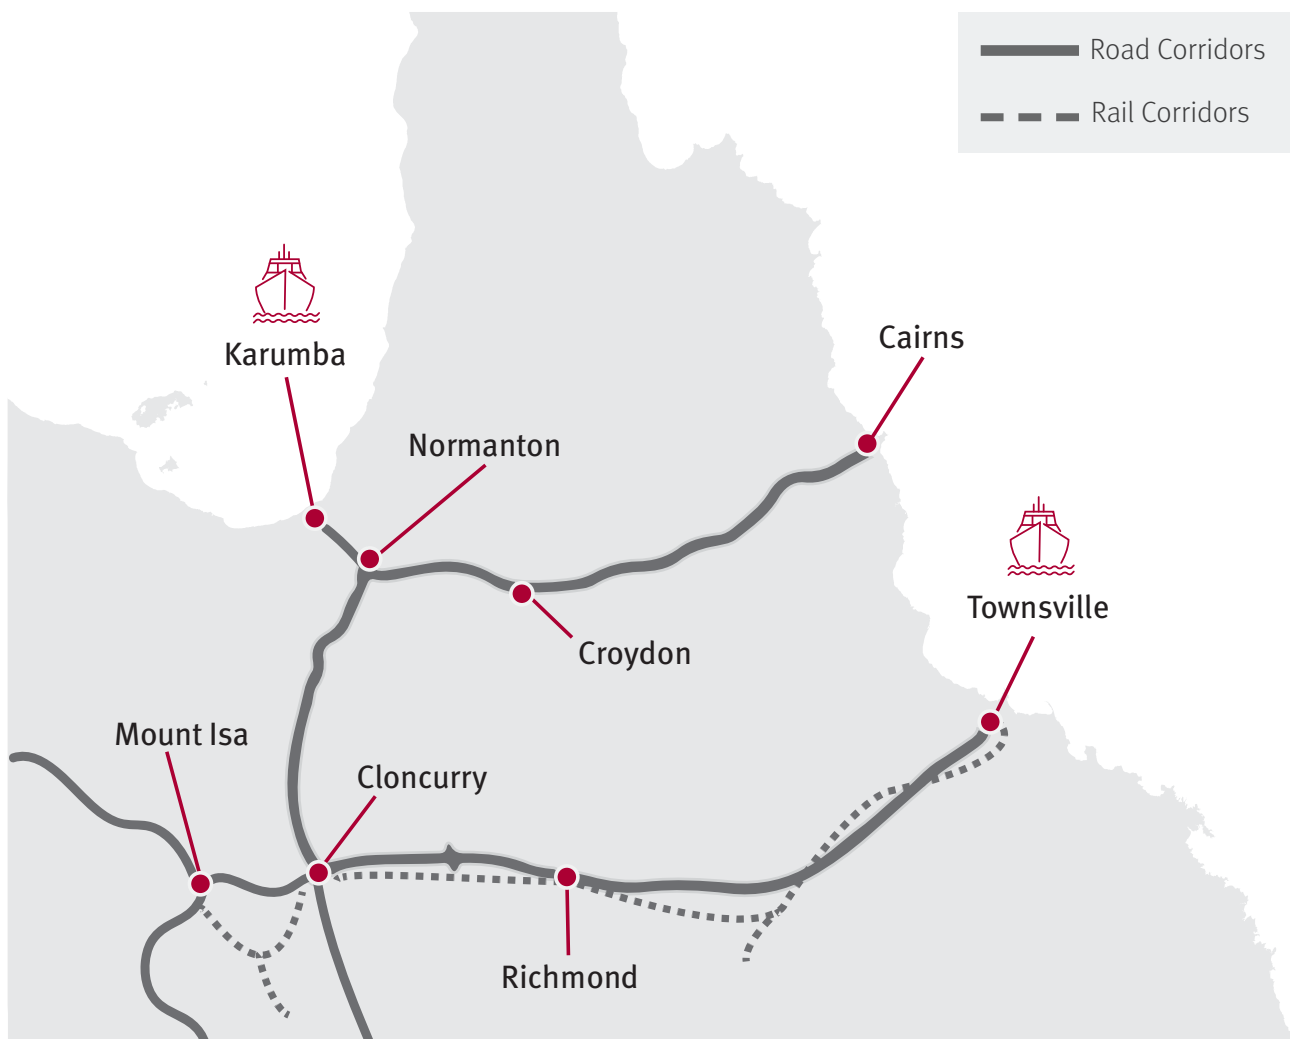 Road Corridors
Rail Corridors
Karumba
Cairns
Normanton
Townsville
Croydon
Mount Isa
Cloncurry
Richmond